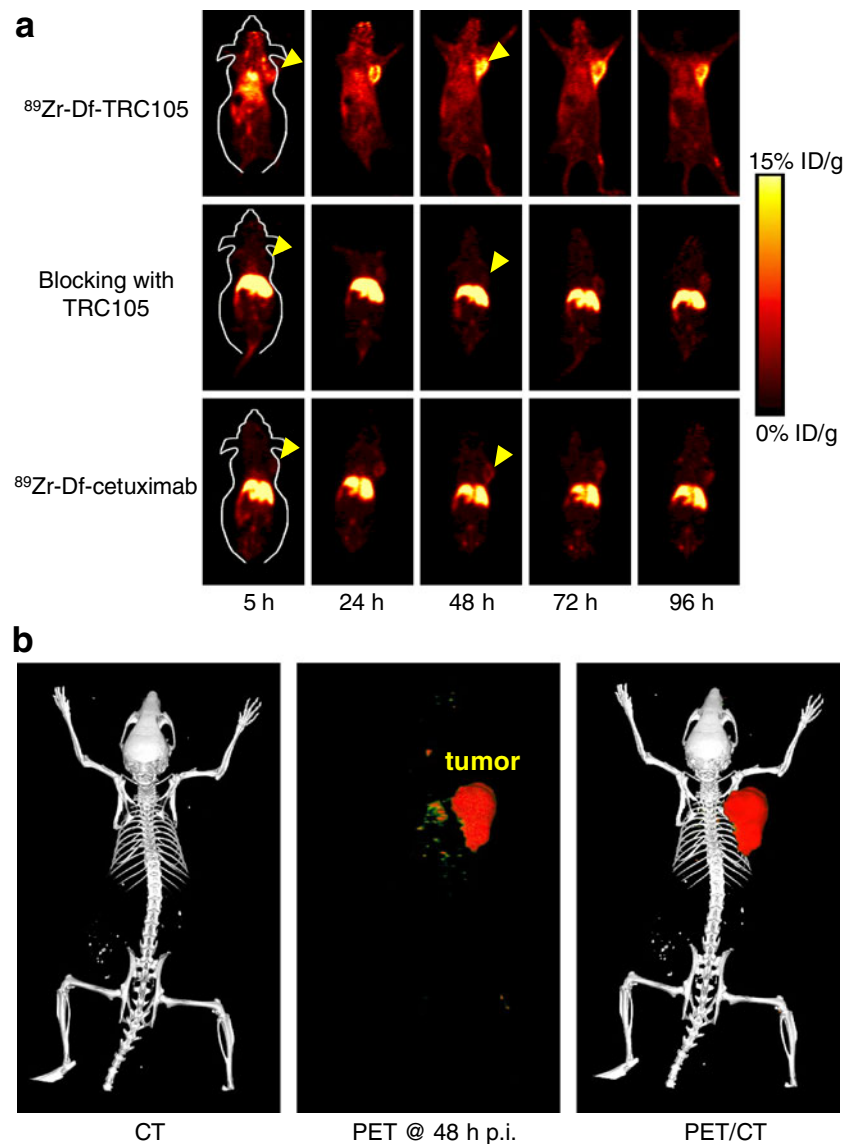 a
⁸⁹Zr-Df-TRC105
15% ID/g
Blocking with
TRC105
0% ID/g
⁸⁹Zr-Df-cetuximab
5 h
24 h
48 h
72 h
96 h
b
tumor
CT
PET @ 48 h p.i.
PET/CT